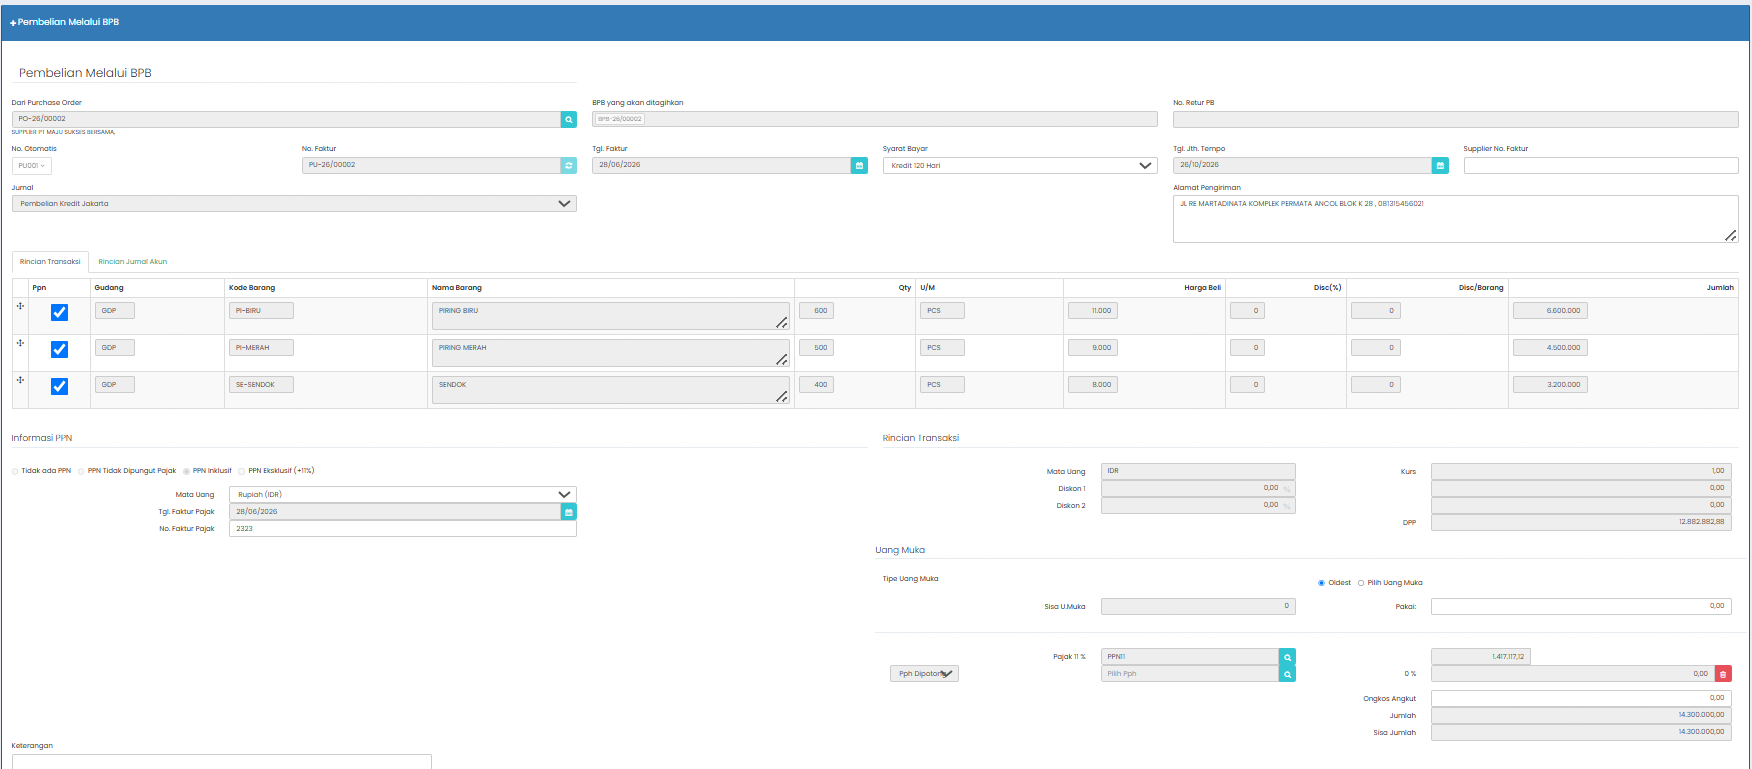 Pembelian Melalui BPB
Pembelian Melalui BPB
Dari Purchase Order
BPB yang akan ditagihkan
No. Retur PB
PO-26/00002
BPB-26/00002
SUPPLIER PT MAJU SUKSES BERSAMA,
No. Otomatis
No. Faktur
Tgl. Faktur
Syarat Bayar
Tgl. Jth. Tempo
Supplier No. Faktur
PU001
PU-26/00002
28/06/2026
Kredit 120 Hari
26/10/2026
Jurnal
Alamat Pengiriman
Pembelian Kredit Jakarta
JL RE MARTADINATA KOMPLEK PERMATA ANCOL BLOK K 28 , 081315456021
Rincian Transaksi
Rincian Jurnal Akun
Ppn Gudang Kode Barang Nama Barang Qty U/M Harga Beli Disc(%) Disc/Barang Jumlah
GDP PI-BIRU PIRING BIRU 600 PCS 11.000 0 0 6.600.000
GDP PI-MERAH PIRING MERAH 500 PCS 9.000 0 0 4.500.000
GDP SE-SENDOK SENDOK 400 PCS 8.000 0 0 3.200.000
Informasi PPN
Tidak ada PPN PPN Tidak Dipungut Pajak PPN Inklusif PPN Eksklusif (+11%)
Mata Uang Rupiah (IDR)
Tgl. Faktur Pajak 28/06/2026
No. Faktur Pajak 2323
Rincian Transaksi
Mata Uang IDR Kurs 1,00
Diskon 1 0,00 % 0,00
Diskon 2 0,00 % 0,00
DPP 12.882.882,88
Uang Muka
Tipe Uang Muka Oldest Pilih Uang Muka
Sisa U.Muka 0 Pakai: 0,00
Pajak 11 % PPN11 1.417.117,12
Pph Dipotong Pilih Pph 0 % 0,00
Ongkos Angkut 0,00
Jumlah 14.300.000,00
Sisa Jumlah 14.300.000,00
Keterangan